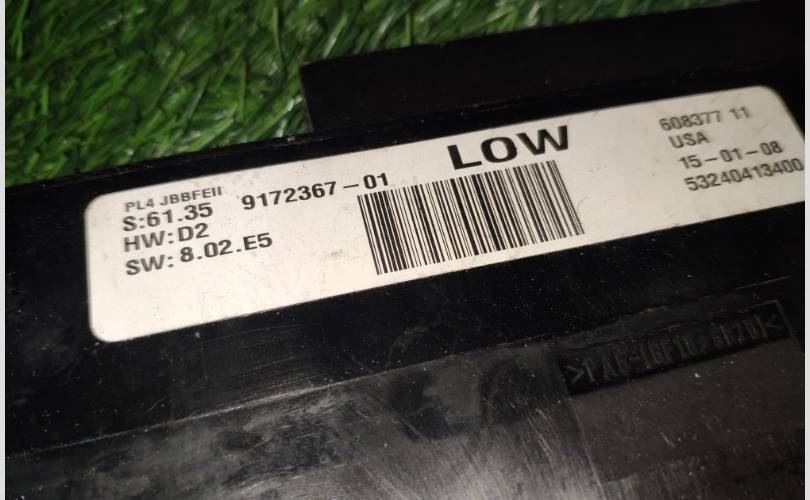 PL4 JBBFEII
S:61.35 9172367-01
HW:D2
SW: 8.02.E5
LOW
608377 11
USA
15-01-08
53240413400